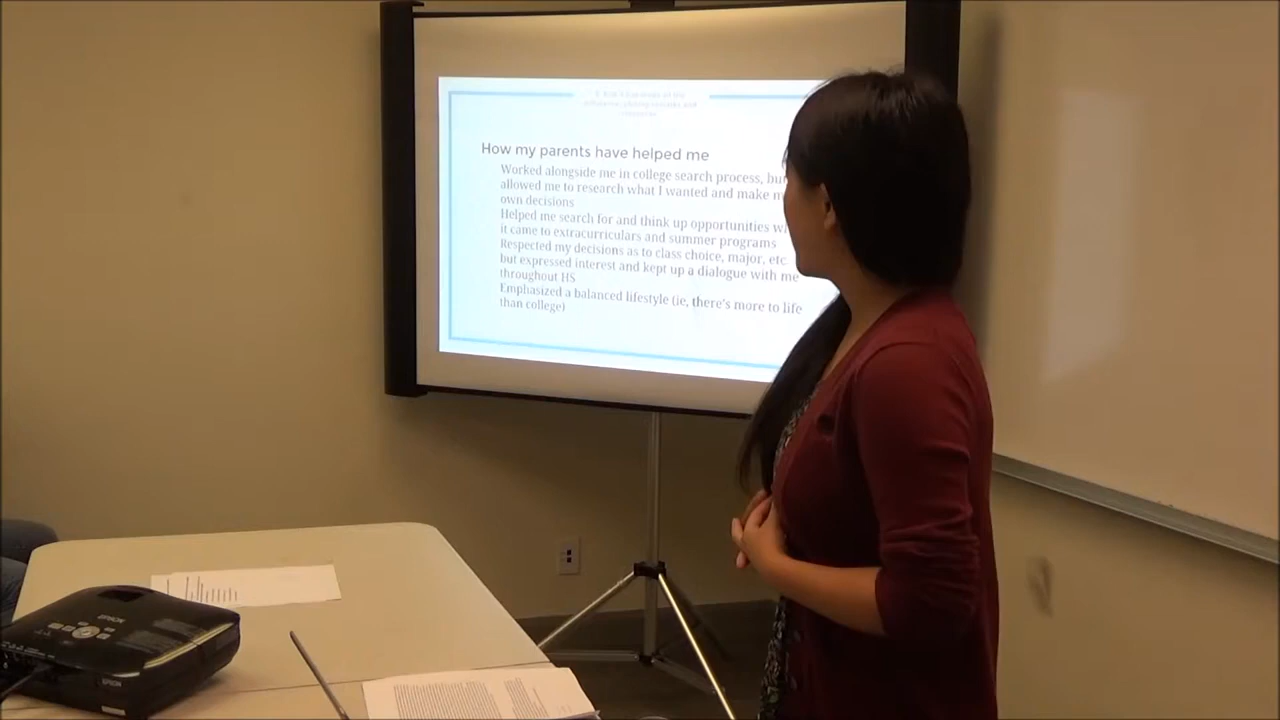 How my parents have helped me
Worked alongside me in college search process, but
allowed me to research what I wanted and make m
own decisions
Helped me search for and think up opportunities w
it came to extracurriculars and summer programs
Respected my decisions as to class choice, major, etc
but expressed interest and kept up a dialogue with me
throughout HS
Emphasized a balanced lifestyle (ie, there's more to life
than college)
EPSON
EPSON